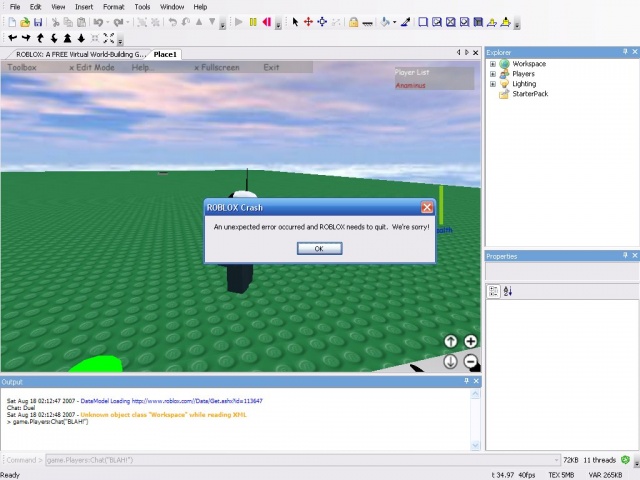 File Edit View Insert Format Tools Window Help
ROBLOX: A FREE Virtual World-Building G... Place1
Toolbox x Edit Mode Help... x Fullscreen Exit
Player List
Anaminus
ROBLOX Crash
An unexpected error occurred and ROBLOX needs to quit. We're sorry!
OK
Explorer
Workspace
Players
Lighting
StarterPack
Properties
Output
Sat Aug 18 02:12:47 2007 - DataModel Loading http://www.roblox.com//Data/Get.ashx?id=113647
Chat: Duel
Sat Aug 18 02:12:48 2007 - Unknown object class "Workspace" while reading XML
> game.Players:Chat("BLAH!")
Command > game.Players:Chat("BLAH!") 72KB 11 threads
Ready t 34.97 40fps TEX 5MB VAR 265KB